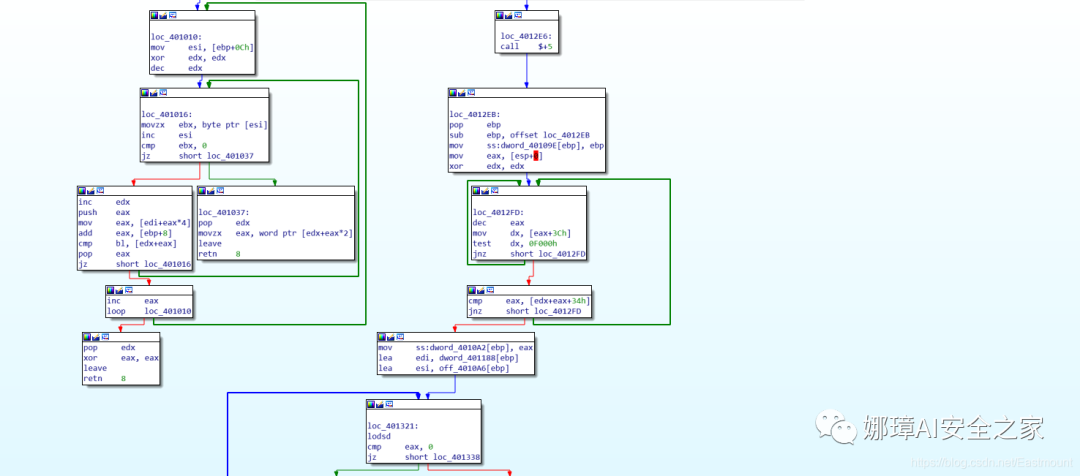 loc_401010:
mov esi, [ebp+0Ch]
xor edx, edx
dec edx
loc_401016:
movzx ebx, byte ptr [esi]
inc esi
cmp ebx, 0
jz short loc_401037
inc edx
push eax
mov eax, [edi+eax*4]
add eax, [ebp+8]
cmp bl, [edx+eax]
pop eax
jz short loc_401016
loc_401037:
pop edx
movzx eax, word ptr [edx+eax*2]
leave
retn 8
inc eax
loop loc_401010
pop edx
xor eax, eax
leave
retn 8
loc_4012E6:
call $+5
loc_4012EB:
pop ebp
sub ebp, offset loc_4012EB
mov ss:dword_40109E[ebp], ebp
mov eax, [esp+0]
xor edx, edx
loc_4012FD:
dec eax
mov dx, [eax+3Ch]
test dx, 0F000h
jnz short loc_4012FD
cmp eax, [edx+eax+34h]
jnz short loc_4012FD
mov ss:dword_4010A2[ebp], eax
lea edi, dword_401188[ebp]
lea esi, off_4010A6[ebp]
loc_401321:
lodsd
cmp eax, 0
jz short loc_401338
娜璋AI安全之家
https://blog.csdn.net/Eastmount